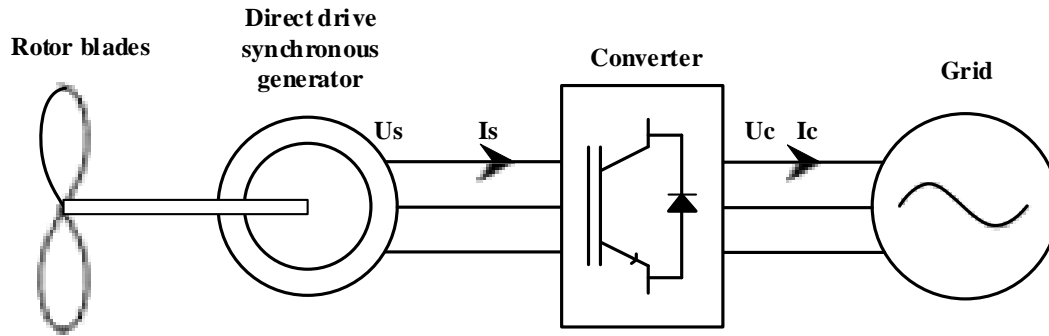 Rotor blades
Direct drive
synchronous
generator
Converter
Grid
Us
Is
Uc
Ic